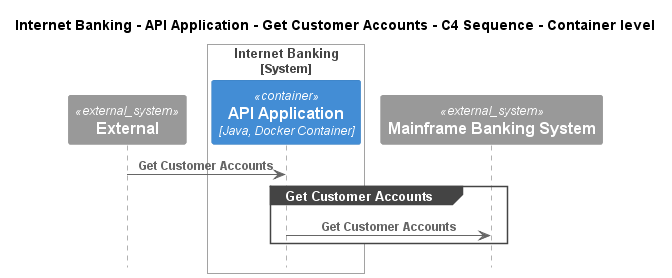 Internet Banking - API Application - Get Customer Accounts - C4 Sequence - Container level
Internet Banking
[System]
«external_system»
External
«container»
API Application
[Java, Docker Container]
«external_system»
Mainframe Banking System
Get Customer Accounts
Get Customer Accounts
Get Customer Accounts